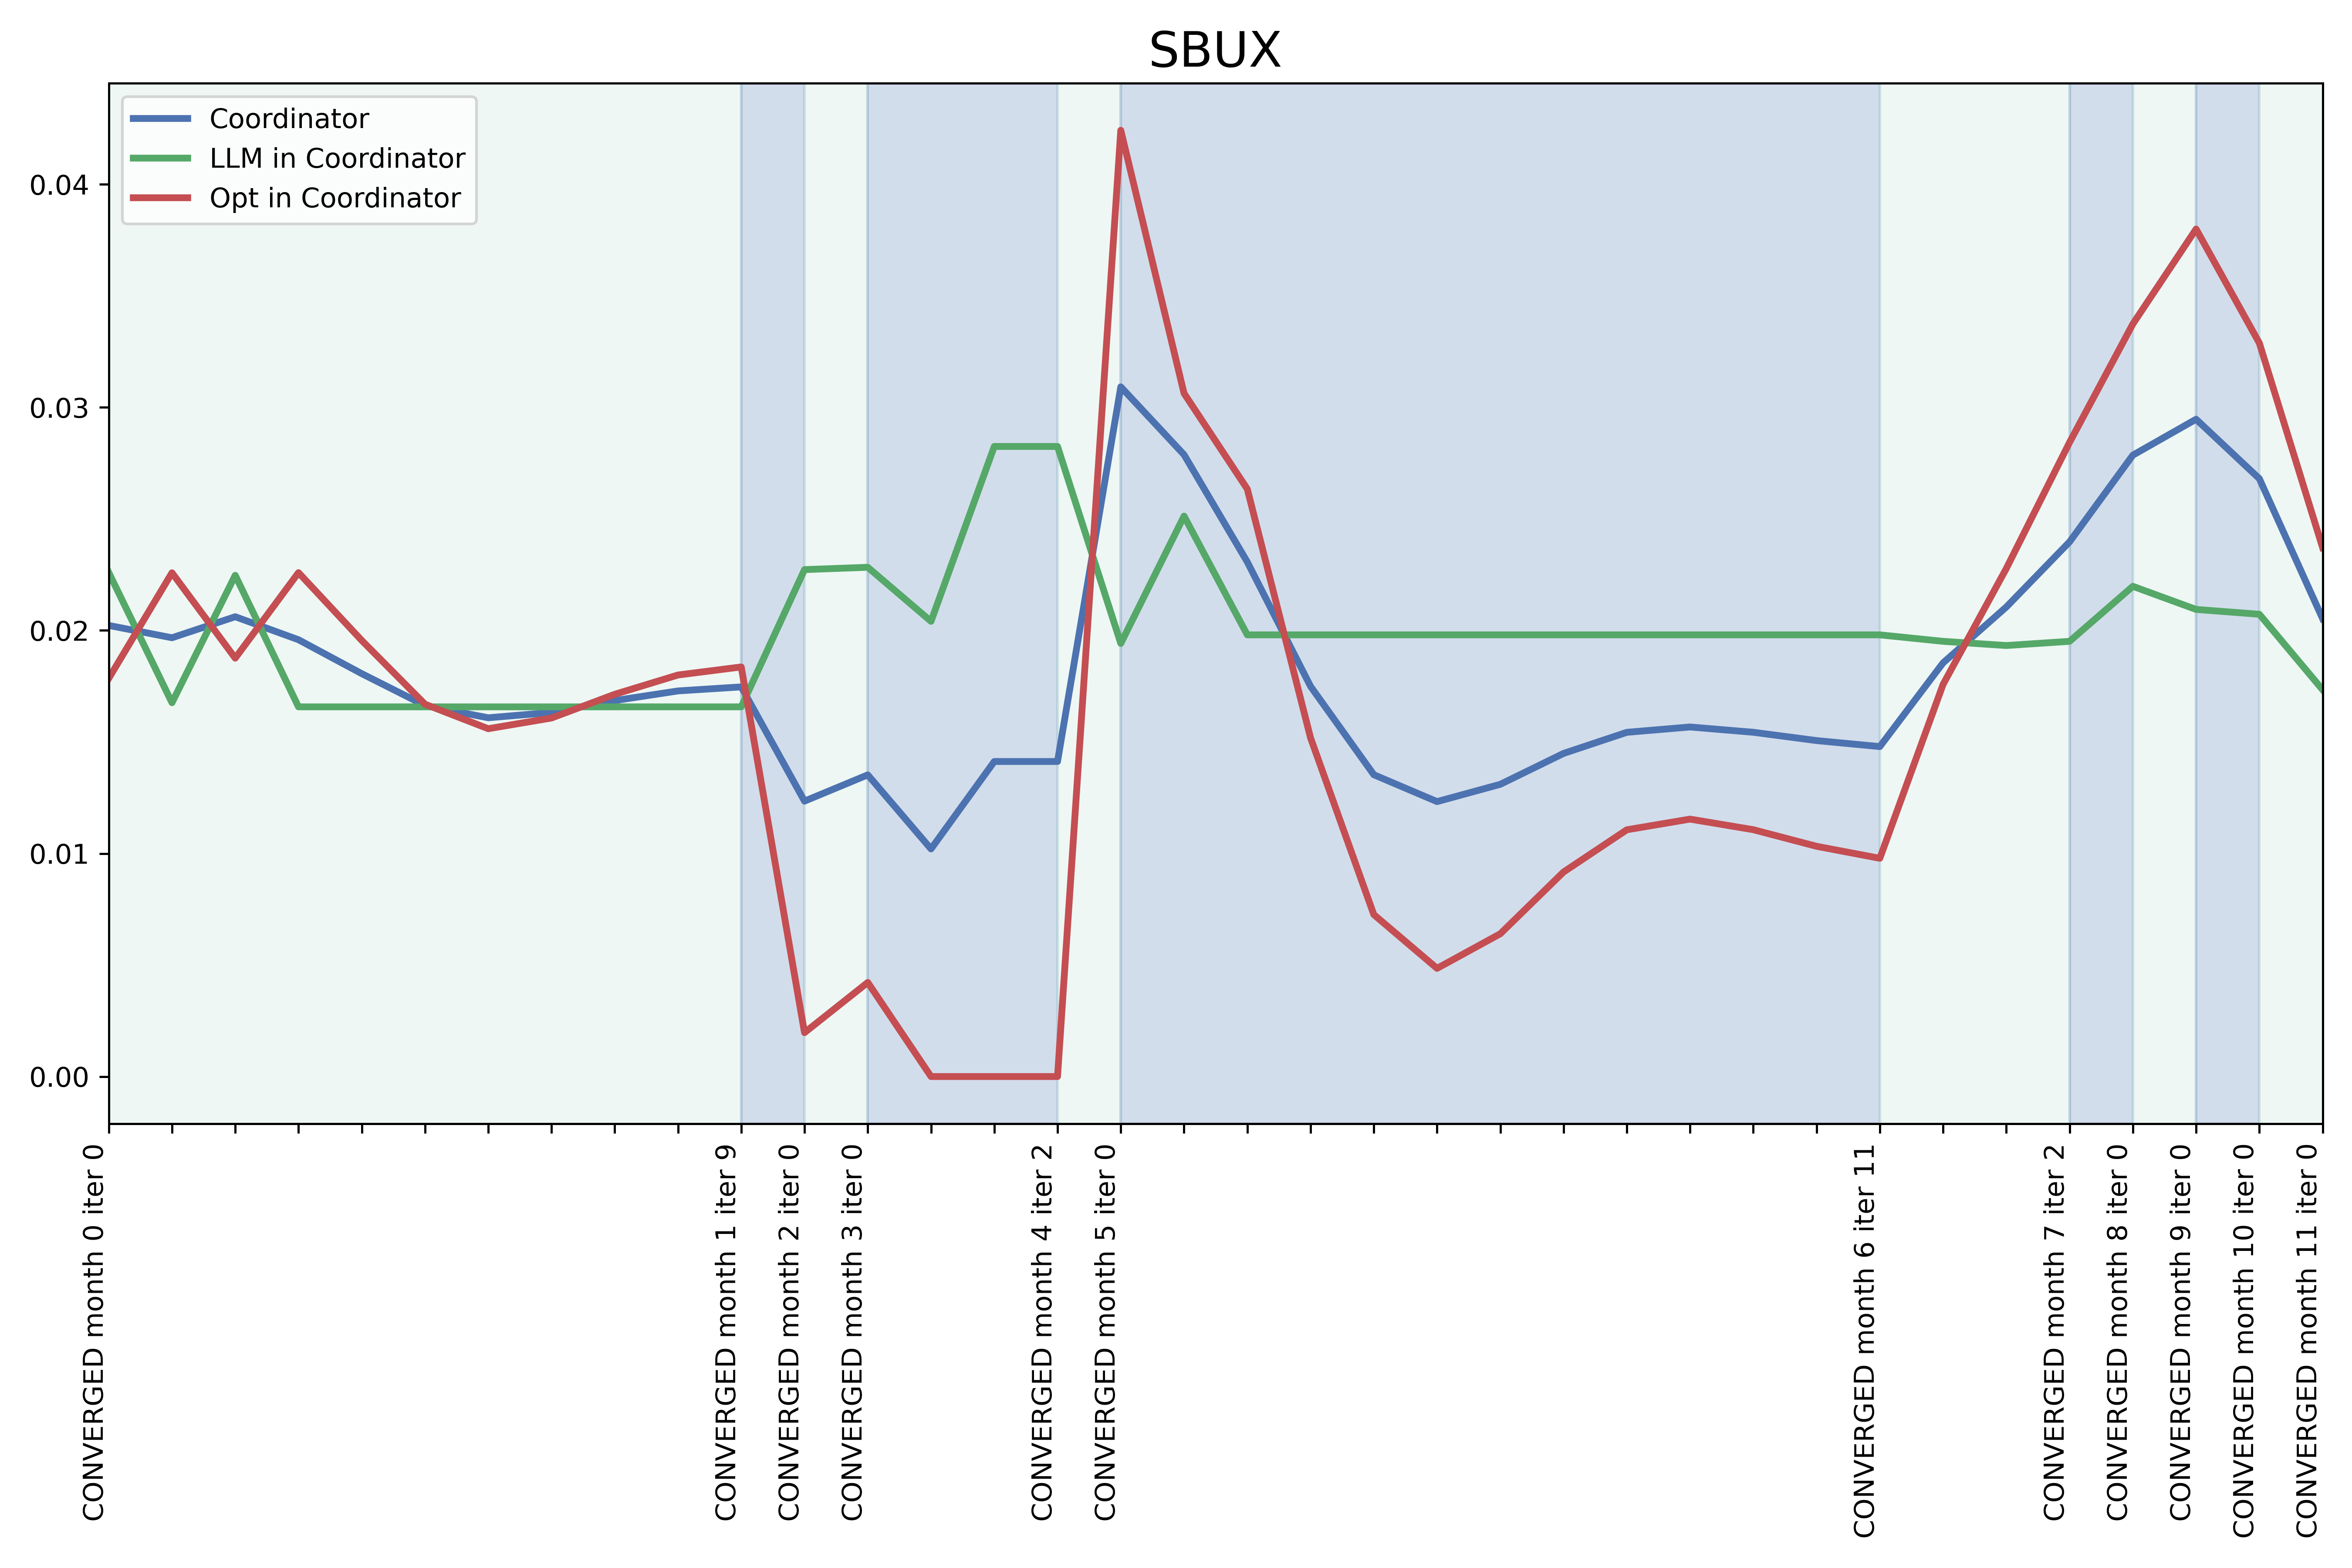 SBUX
Coordinator
LLM in Coordinator
Opt in Coordinator
0.04
0.03
0.02
0.01
0.00
CONVERGED month 0 iter 0
CONVERGED month 1 iter 9
CONVERGED month 2 iter 0
CONVERGED month 3 iter 0
CONVERGED month 4 iter 2
CONVERGED month 5 iter 0
CONVERGED month 6 iter 11
CONVERGED month 7 iter 2
CONVERGED month 8 iter 0
CONVERGED month 9 iter 0
CONVERGED month 10 iter 0
CONVERGED month 11 iter 0